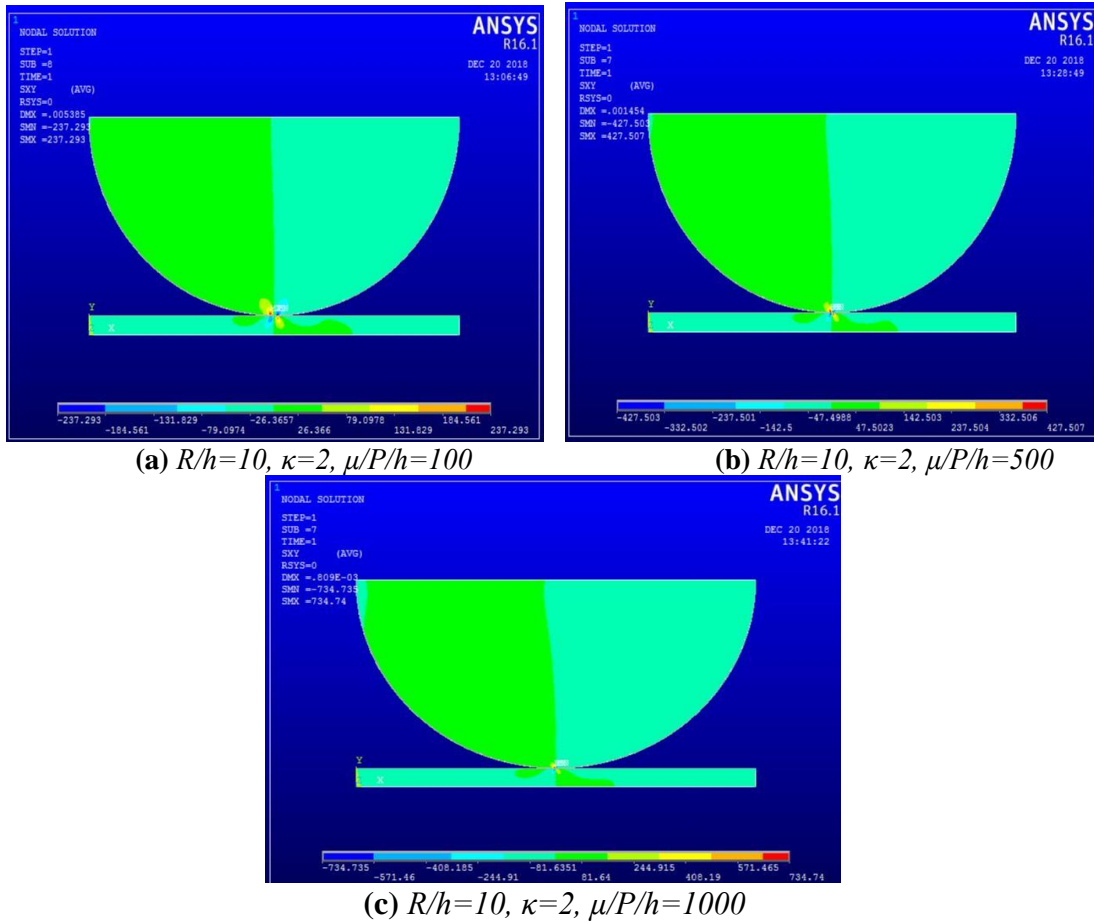 1
NODAL SOLUTION
STEP=1
SUB =8
TIME=1
SXY (AVG)
RSYS=0
DMX =.005385
SMN =-237.293
SMX =237.293
ANSYS
R16.1
DEC 20 2018
13:06:49
Y
X
-237.293 -131.829 -26.3657 79.0978 184.561
-184.561 -79.0974 26.366 131.829 237.293
(a) R/h=10, κ=2, μ/P/h=100
1
NODAL SOLUTION
STEP=1
SUB =7
TIME=1
SXY (AVG)
RSYS=0
DMX =.001454
SMN =-427.503
SMX =427.507
ANSYS
R16.1
DEC 20 2018
13:28:49
Y
X
-427.503 -237.501 -47.4988 142.503 332.506
-332.502 -142.5 47.5023 237.504 427.507
(b) R/h=10, κ=2, μ/P/h=500
1
NODAL SOLUTION
STEP=1
SUB =7
TIME=1
SXY (AVG)
RSYS=0
DMX =.809E-03
SMN =-734.735
SMX =734.74
ANSYS
R16.1
DEC 20 2018
13:41:22
Y
X
-734.735 -408.185 -81.6351 244.915 571.465
-571.46 -244.91 81.64 408.19 734.74
(c) R/h=10, κ=2, μ/P/h=1000